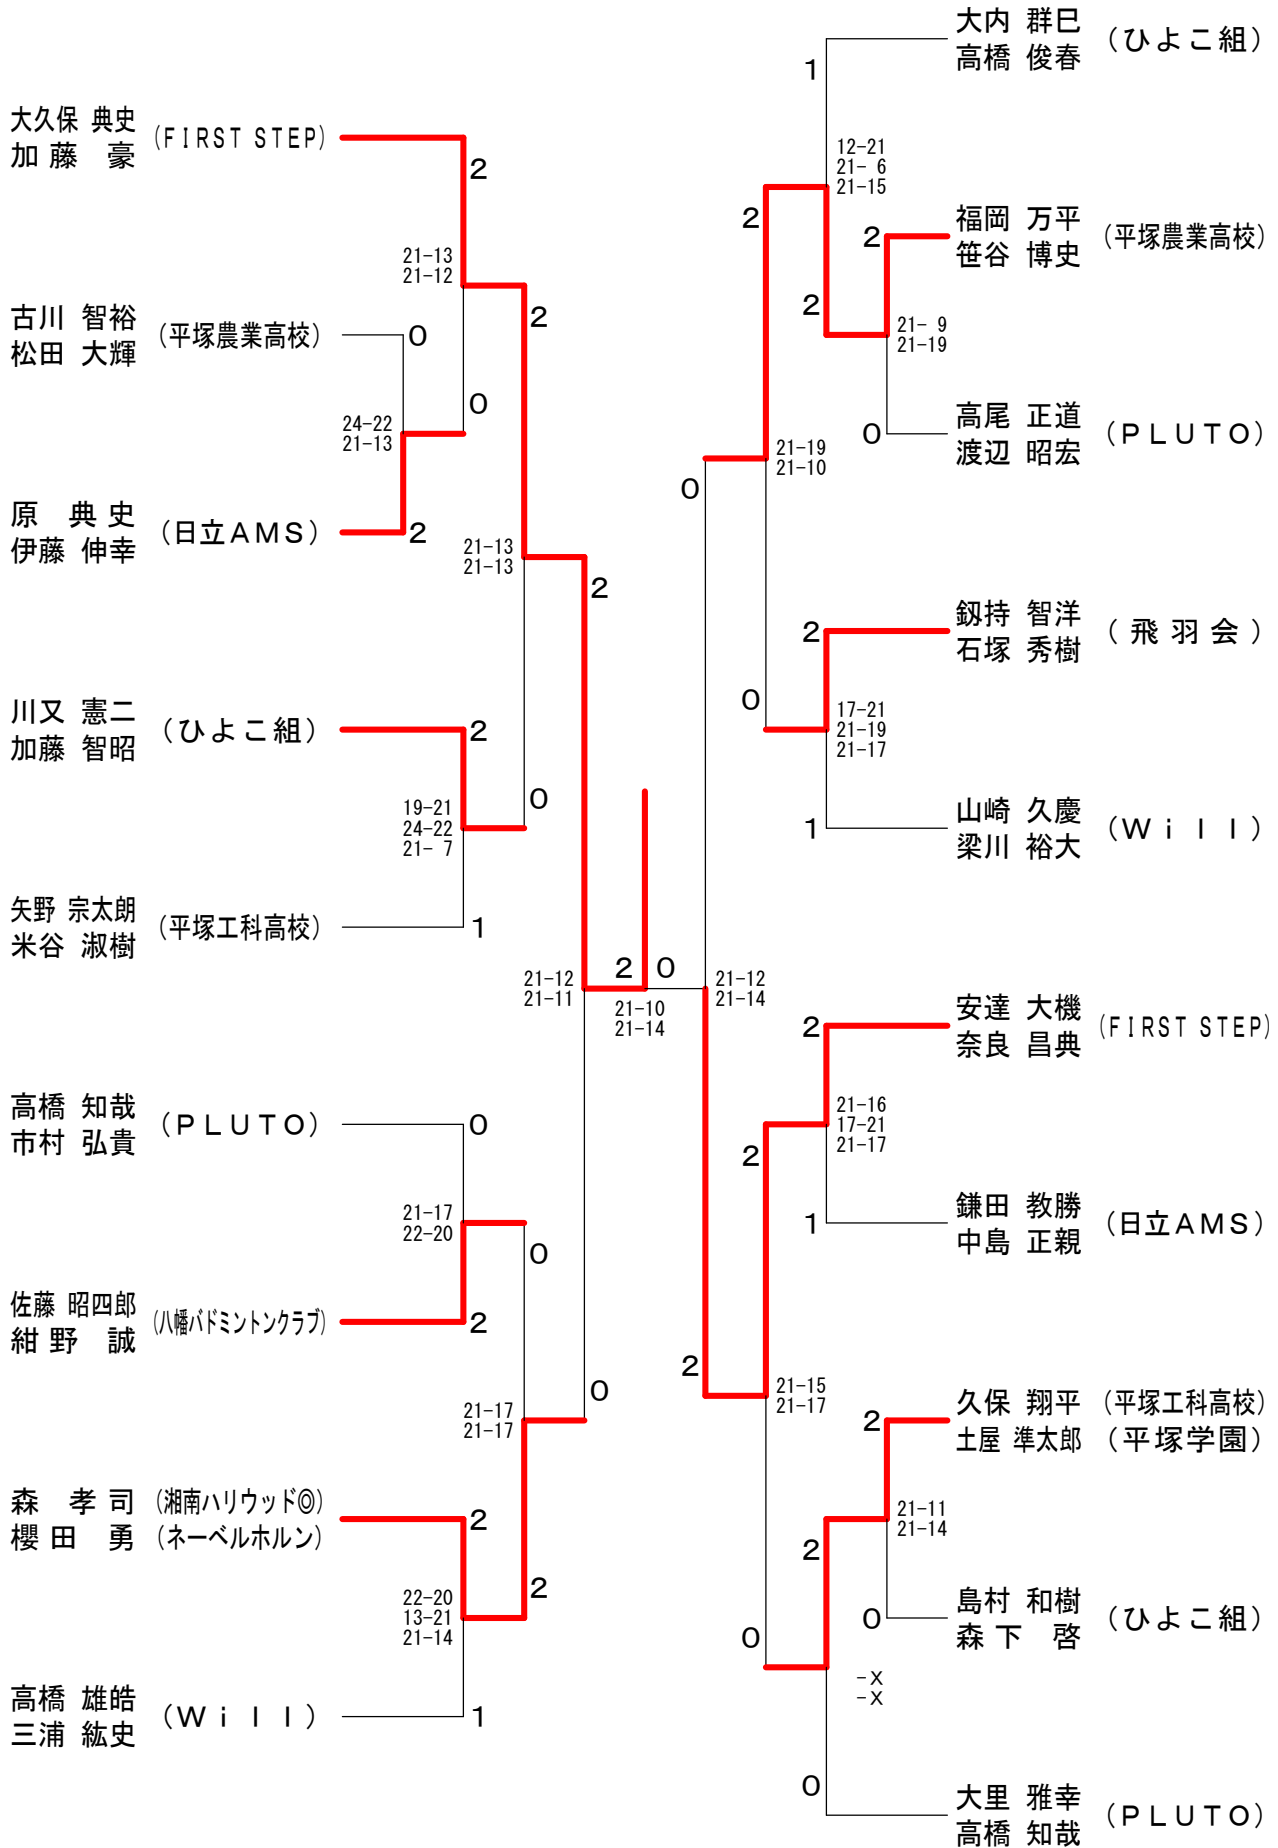 大久保 典史 (FIRST STEP)
加藤 豪
2
21-13
21-12
2
古川 智裕 (平塚農業高校)
松田 大輝
0
0
24-22
21-13
原 典史 (日立AMS)
伊藤 伸幸
2
21-13
21-13
2
川又 憲二 (ひよこ組)
加藤 智昭
2
0
19-21
24-22
21- 7
矢野 宗太朗 (平塚工科高校)
米谷 淑樹
1
21-12
21-11
2 0
21-10
21-14
高橋 知哉 (PLUTO)
市村 弘貴
0
21-17
22-20
0
佐藤 昭四郎 (八幡バドミントンクラブ)
紺野 誠
2
0
21-17
21-17
森 孝司 (湘南ハリウッド◎)
櫻田 勇 (ネーベルホルン)
2
2
22-20
13-21
21-14
高橋 雄皓 (Will)
三浦 紘史
1
大内 群巳 (ひよこ組)
高橋 俊春
1
12-21
21- 6
21-15
2
福岡 万平 (平塚農業高校)
笹谷 博史
2
2
21- 9
21-19
高尾 正道 (PLUTO)
渡辺 昭宏
0
21-19
21-10
0
釼持 智洋 (飛羽会)
石塚 秀樹
2
0
17-21
21-19
21-17
山崎 久慶 (Will)
梁川 裕大
1
21-12
21-14
安達 大機 (FIRST STEP)
奈良 昌典
2
21-16
17-21
21-17
2
鎌田 教勝 (日立AMS)
中島 正親
1
2
21-15
21-17
久保 翔平 (平塚工科高校)
土屋 準太郎 (平塚学園)
2
21-11
21-14
2
島村 和樹 (ひよこ組)
森下 啓
0
0
-X
-X
大里 雅幸 (PLUTO)
高橋 知哉
0